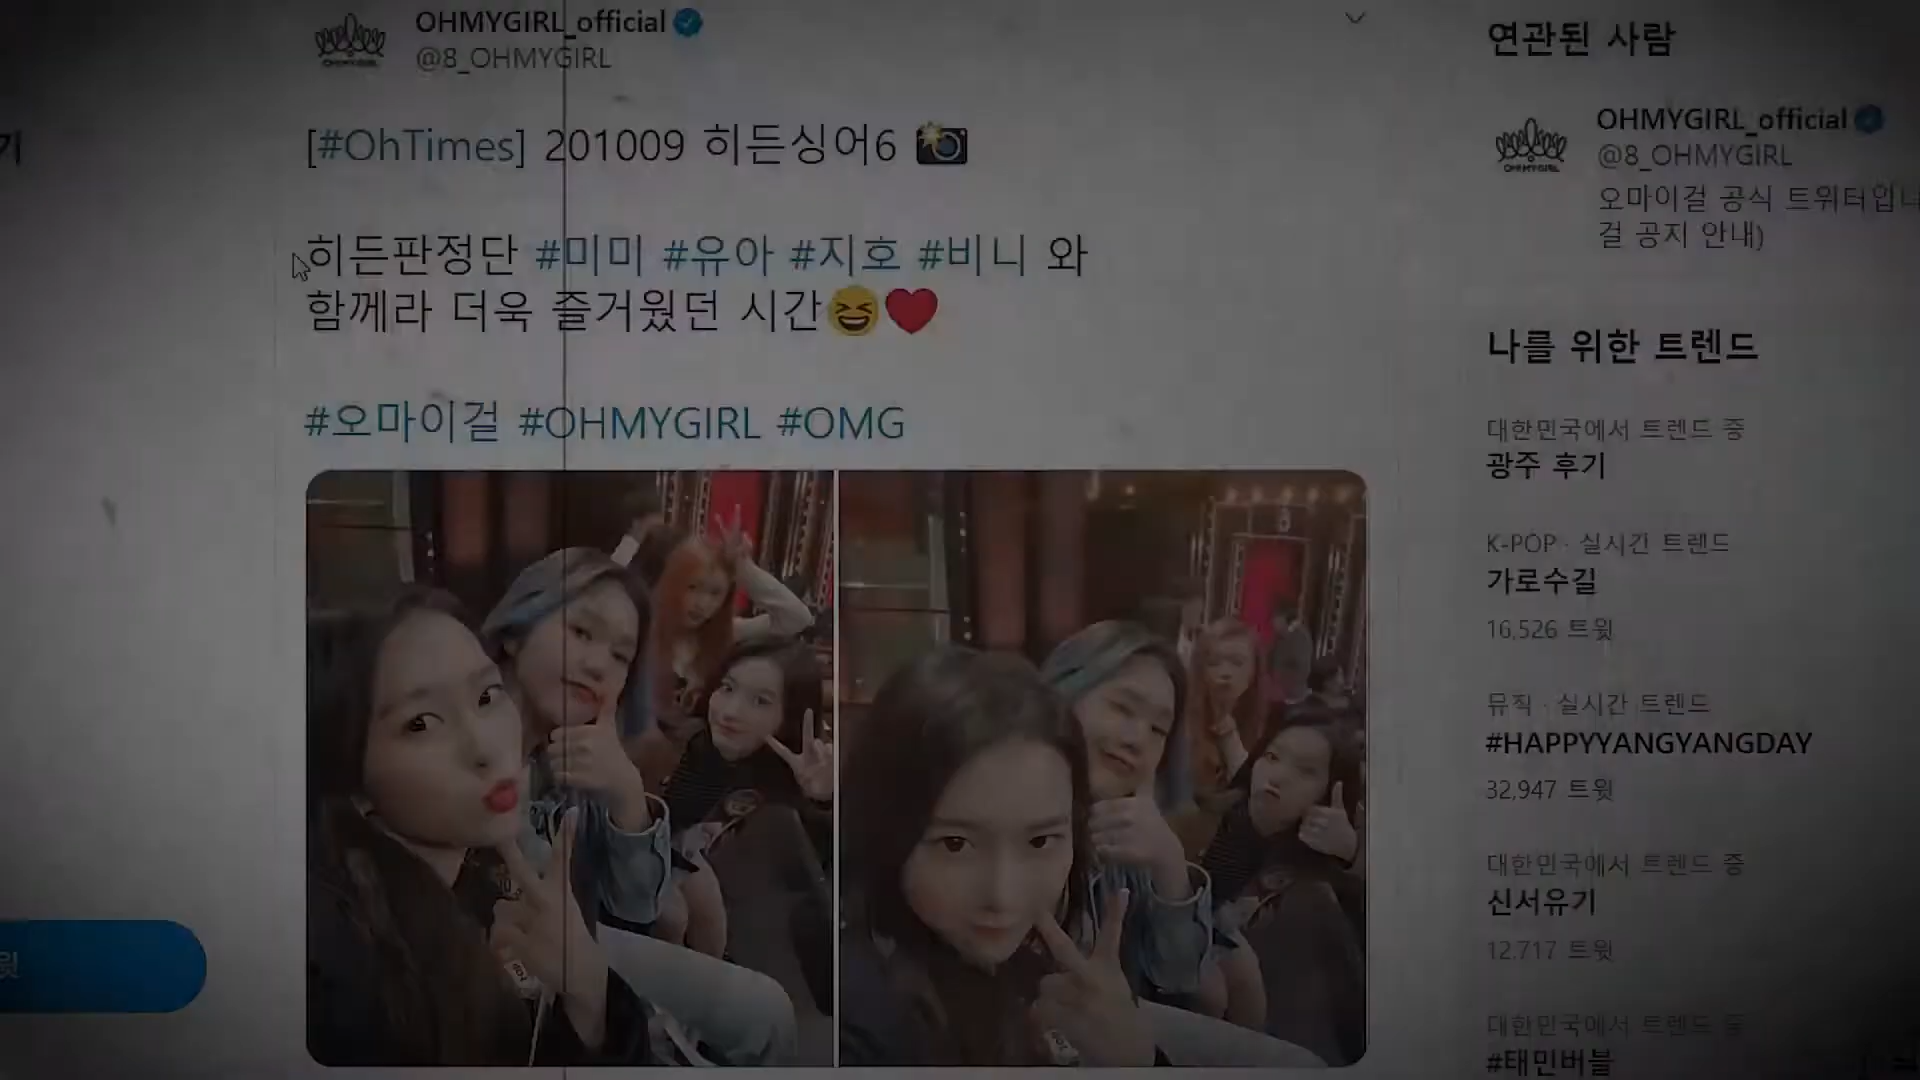 OHMYGIRL_official
@8_OHMYGIRL
[#OhTimes] 201009 히든싱어6
히든판정단 #미미 #유아 #지호 #비니 와
함께라 더욱 즐거웠던 시간
#오마이걸 #OHMYGIRL #OMG
기
윗
연관된 사람
OHMYGIRL_official
@8_OHMYGIRL
오마이걸 공식 트위터입니
걸 공지 안내)
나를 위한 트렌드
대한민국에서 트렌드 중
광주 후기
K-POP · 실시간 트렌드
가로수길
16,526 트윗
뮤직 · 실시간 트렌드
#HAPPYYANGYANGDAY
32,947 트윗
대한민국에서 트렌드 중
신서유기
12,717 트윗
대한민국에서 트렌드 중
#태민버블